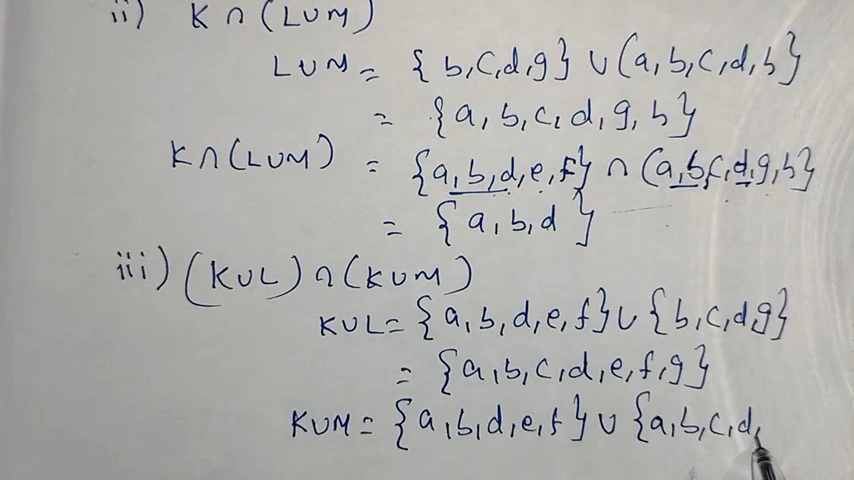 ii) K ∩ (L∪M)
L∪M = { b, c, d, g} ∪ (a, b, c, d, h}
= {a, b, c, d, g, h}
K∩(L∪M) = {a, b, d, e, f} ∩ (a, b, c, d, g, h}
= {a, b, d}
iii) (K∪L) ∩ (K∪M)
K∪L = {a, b, d, e, f} ∪ {b, c, d, g}
= {a, b, c, d, e, f, g}
K∪M = {a, b, d, e, f} ∪ {a, b, c, d,